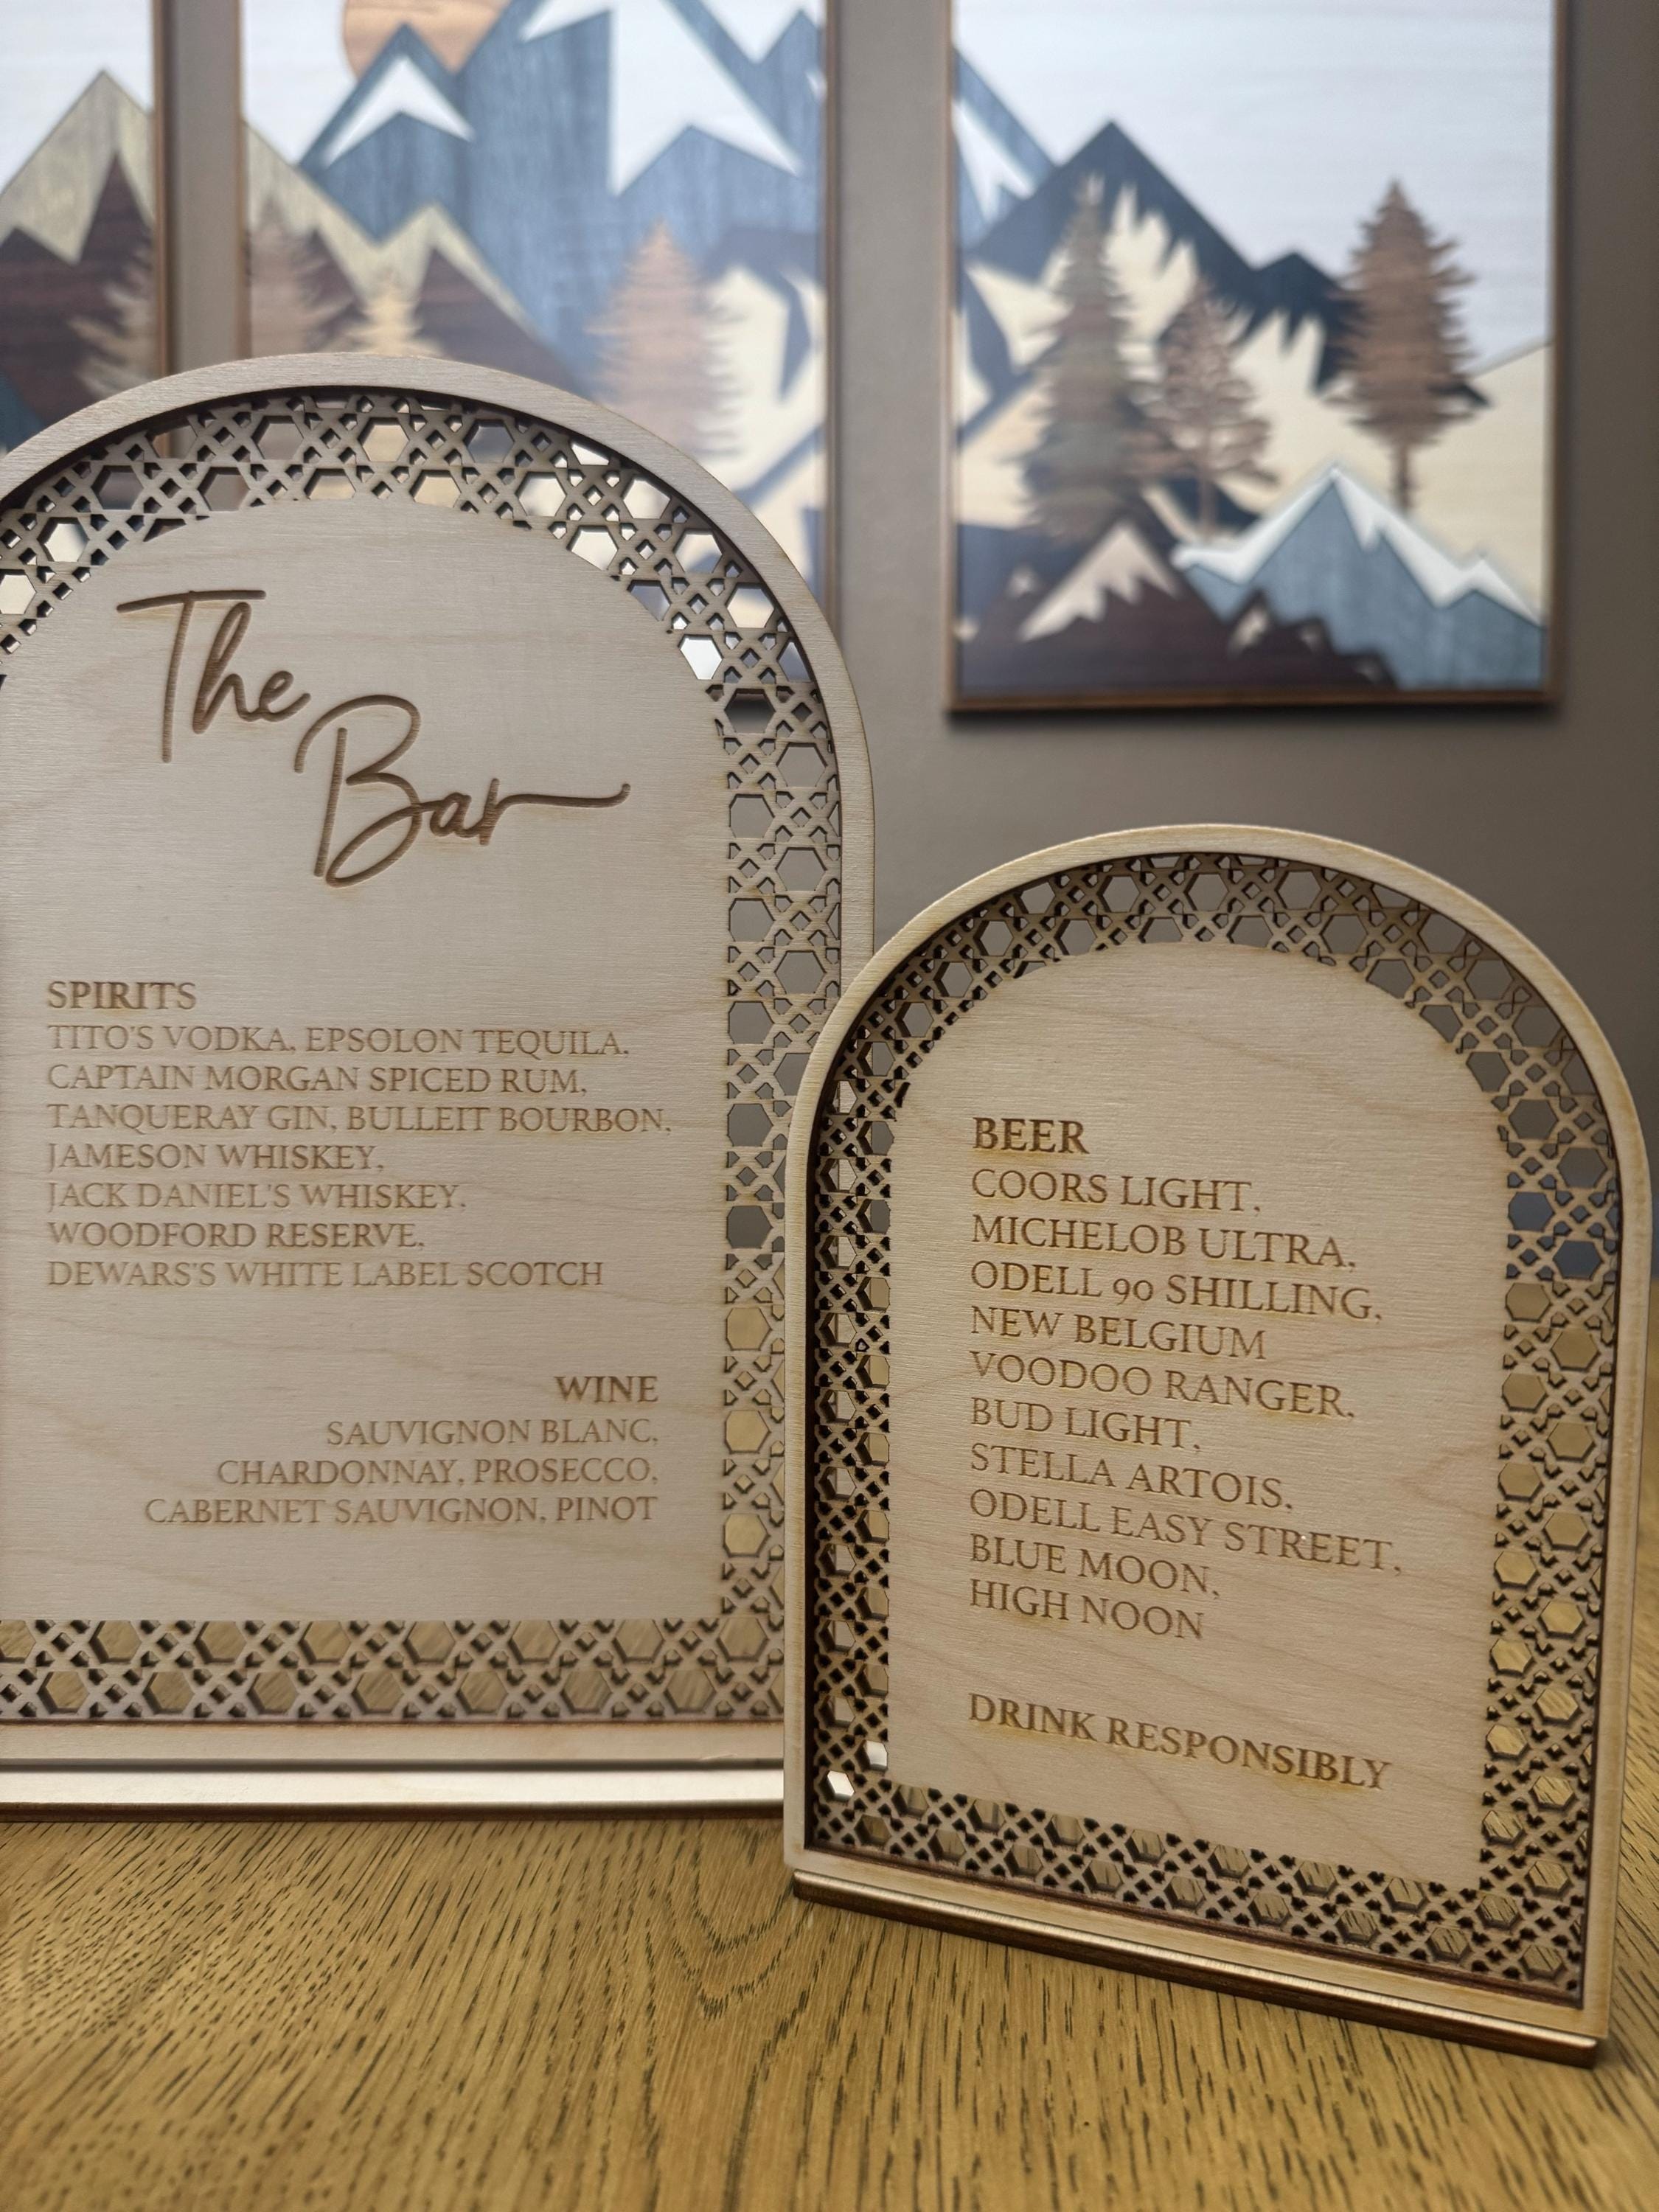 The
Bar
SPIRITS
TITO'S VODKA, EPSOLON TEQUILA,
CAPTAIN MORGAN SPICED RUM,
TANQUERAY GIN, BULLEIT BOURBON,
JAMESON WHISKEY,
JACK DANIEL'S WHISKEY,
WOODFORD RESERVE,
DEWARS'S WHITE LABEL SCOTCH
WINE
SAUVIGNON BLANC,
CHARDONNAY, PROSECCO,
CABERNET SAUVIGNON, PINOT
BEER
COORS LIGHT,
MICHELOB ULTRA,
ODELL 90 SHILLING,
NEW BELGIUM
VOODOO RANGER,
BUD LIGHT,
STELLA ARTOIS,
ODELL EASY STREET,
BLUE MOON,
HIGH NOON
DRINK RESPONSIBLY